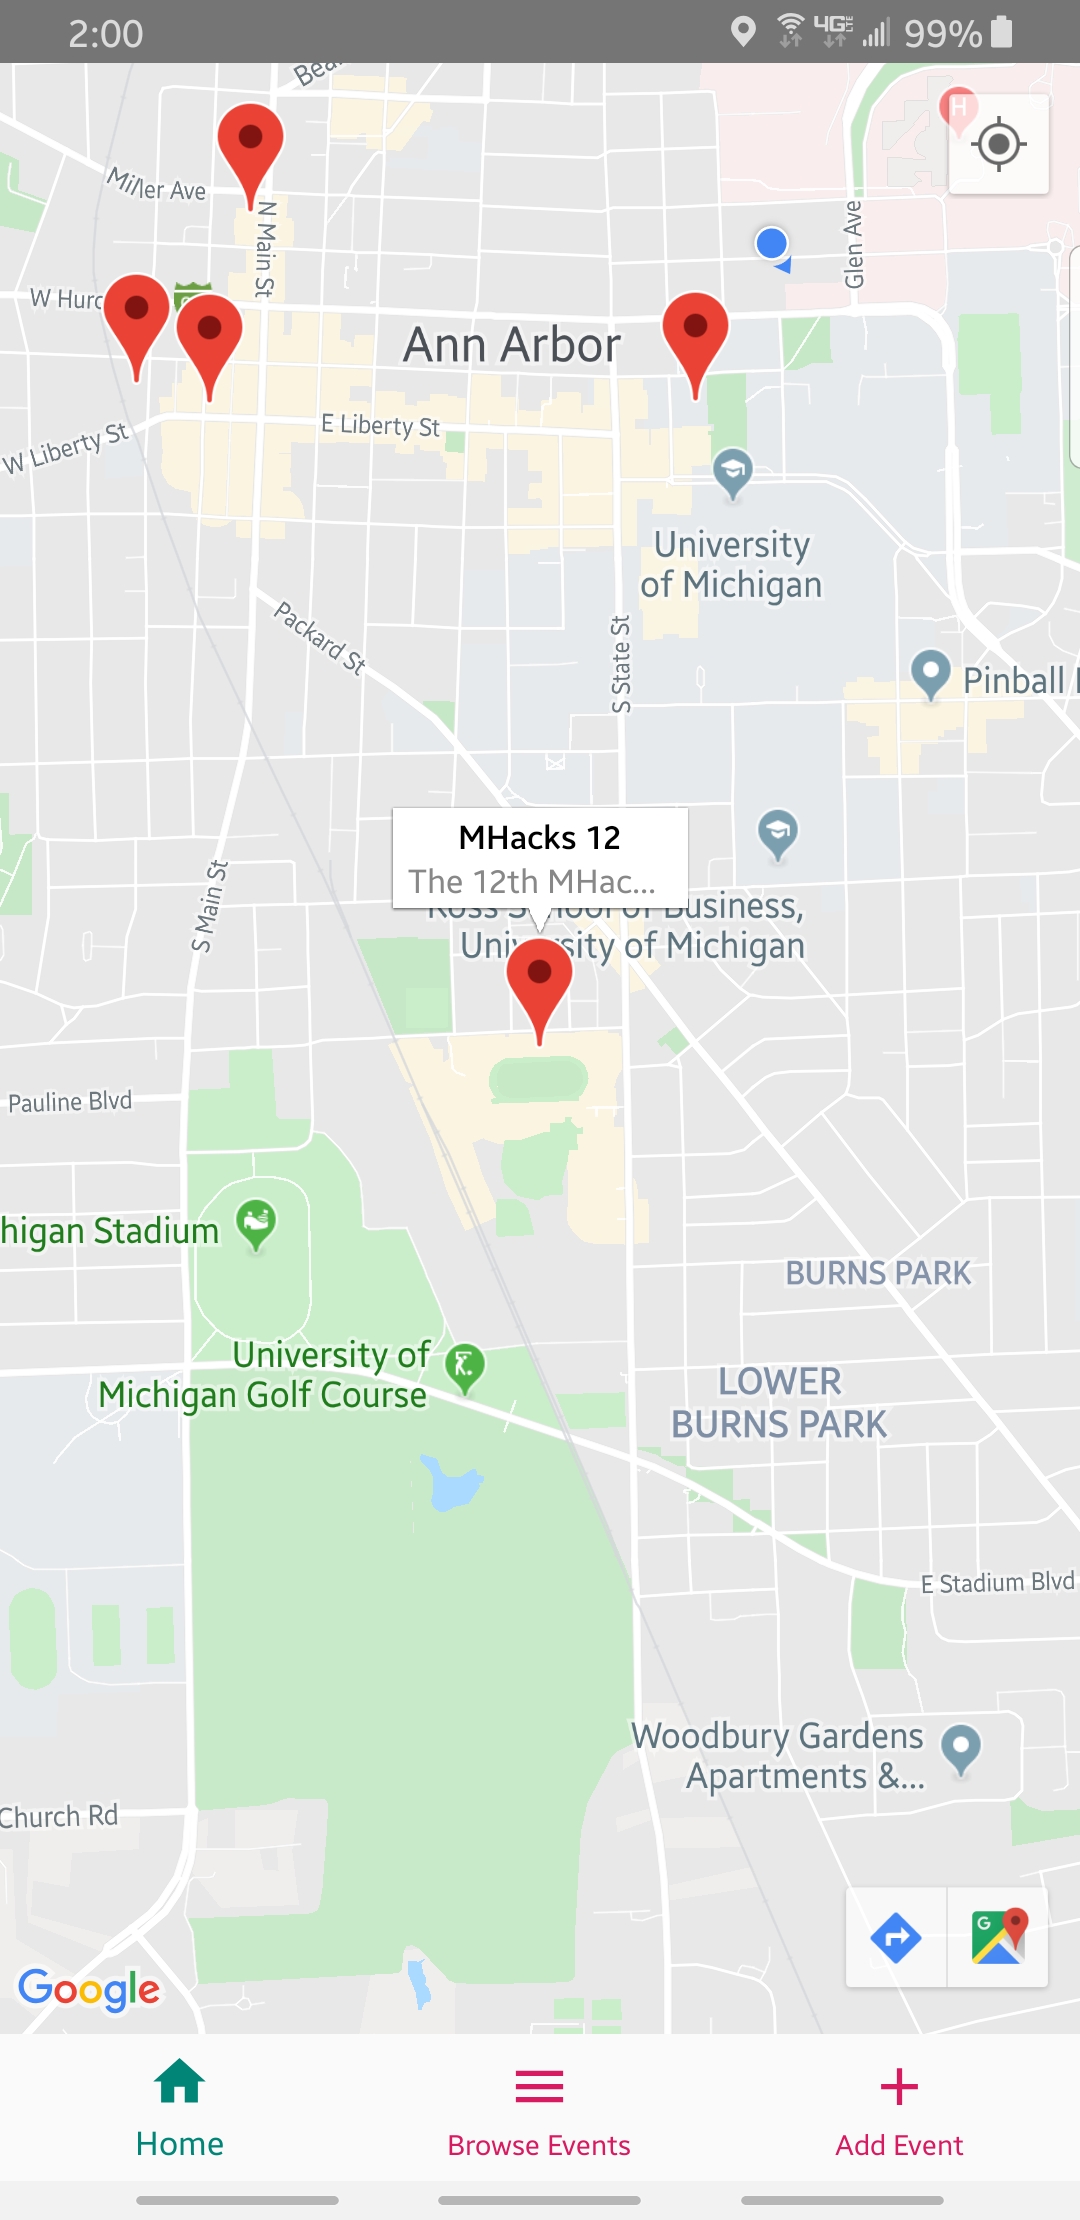 2:00
4G LTE
99%
Miller Ave
N Main St
H
Glen Ave
W Huro
Ann Arbor
E Liberty St
W Liberty St
University
of Michigan
Packard St
S State St
Pinball
MHacks 12
The 12th MHac...
S Main St
Ross School of Business,
University of Michigan
Pauline Blvd
higan Stadium
BURNS PARK
University of
Michigan Golf Course
LOWER
BURNS PARK
E Stadium Blvd
Woodbury Gardens
Apartments &...
Church Rd
G
Google
Home
Browse Events
Add Event